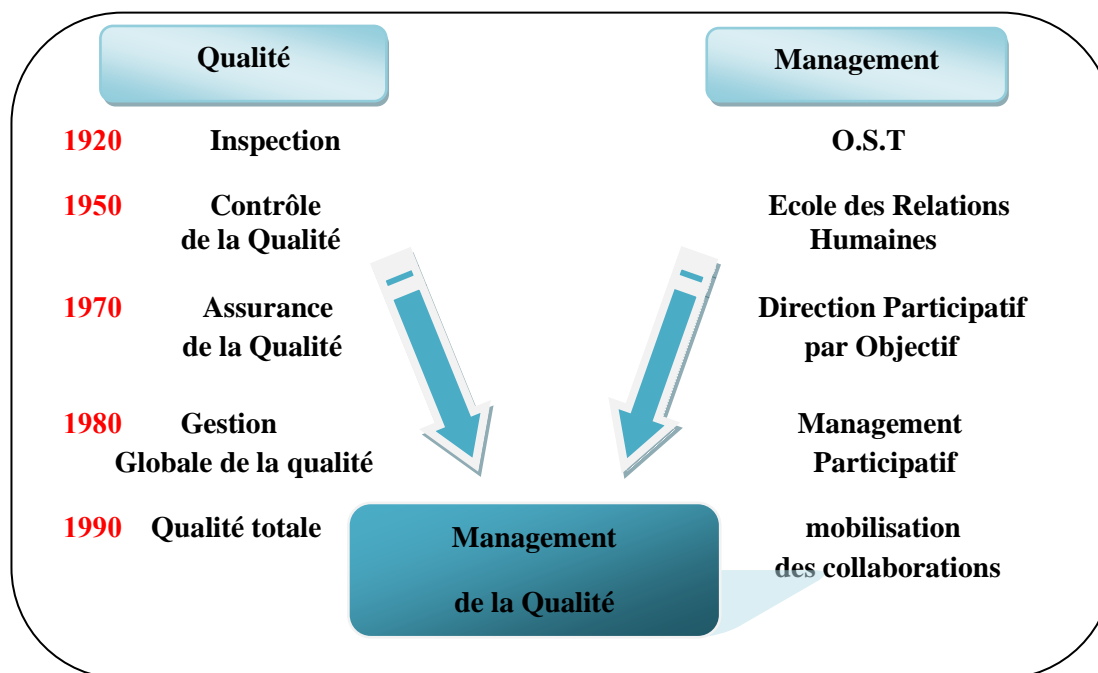 Qualité
Management
1920 Inspection O.S.T
1950 Contrôle Ecole des Relations
de la Qualité Humaines
1970 Assurance Direction Participatif
de la Qualité par Objectif
1980 Gestion Management
Globale de la qualité Participatif
1990 Qualité totale mobilisation
des collaborations
Management
de la Qualité